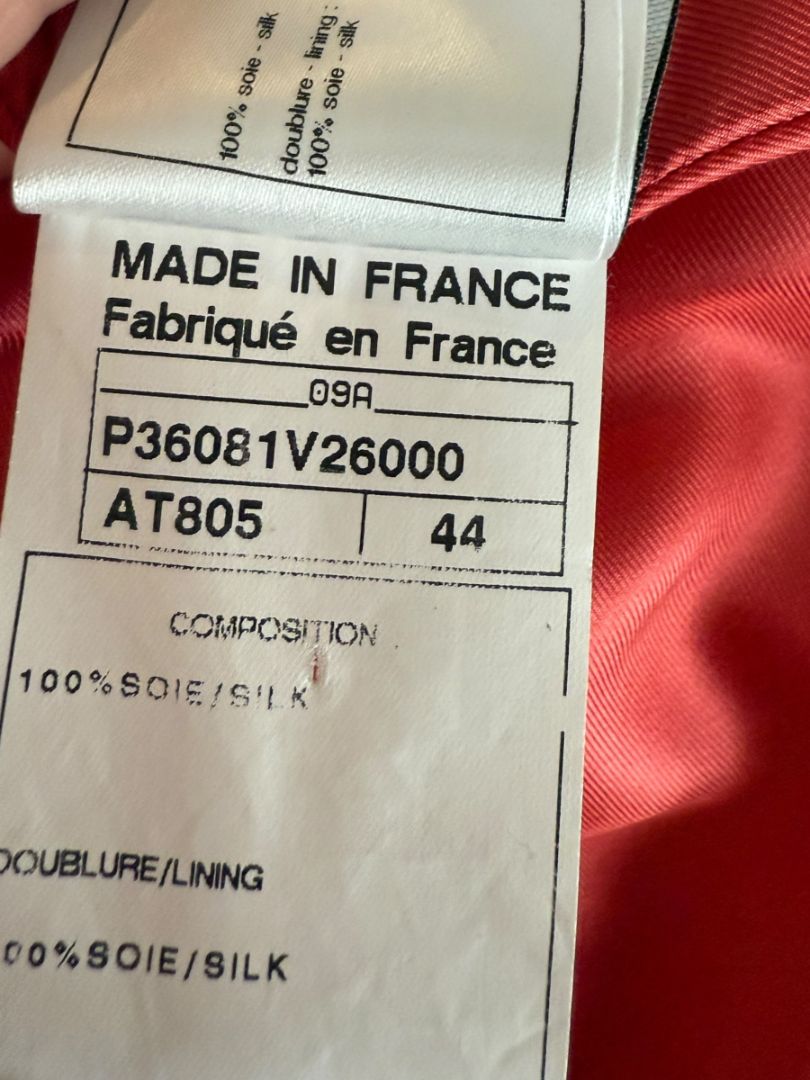 100% soie - silk
doublure - lining :
100% soie - silk
MADE IN FRANCE
Fabriqué en France
09A
P36081V26000
AT805 44
COMPOSITION
100%SOIE/SILK
DOUBLURE/LINING
00%SOIE/SILK